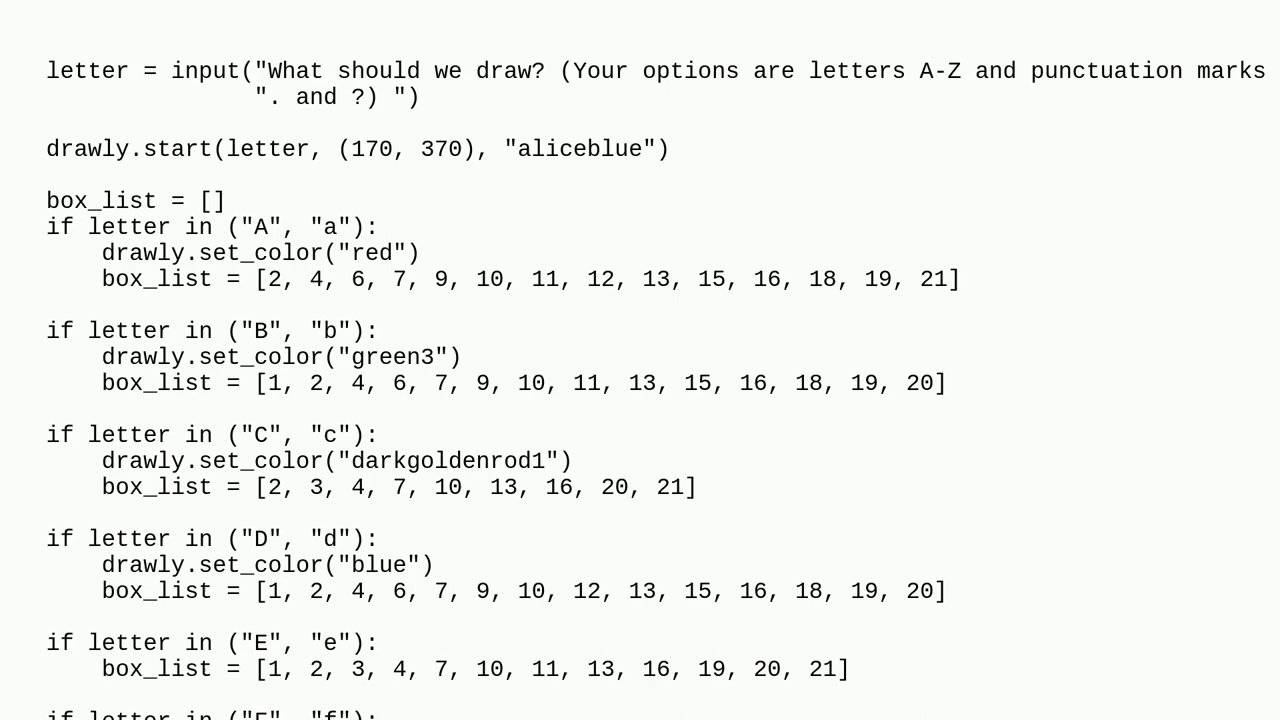 letter = input("What should we draw? (Your options are letters A-Z and punctuation marks
". and ?) ")
drawly.start(letter, (170, 370), "aliceblue")
box_list = []
if letter in ("A", "a"):
    drawly.set_color("red")
    box_list = [2, 4, 6, 7, 9, 10, 11, 12, 13, 15, 16, 18, 19, 21]
if letter in ("B", "b"):
    drawly.set_color("green3")
    box_list = [1, 2, 4, 6, 7, 9, 10, 11, 13, 15, 16, 18, 19, 20]
if letter in ("C", "c"):
    drawly.set_color("darkgoldenrod1")
    box_list = [2, 3, 4, 7, 10, 13, 16, 20, 21]
if letter in ("D", "d"):
    drawly.set_color("blue")
    box_list = [1, 2, 4, 6, 7, 9, 10, 12, 13, 15, 16, 18, 19, 20]
if letter in ("E", "e"):
    box_list = [1, 2, 3, 4, 7, 10, 11, 13, 16, 19, 20, 21]
if letter in ("F", "f"):